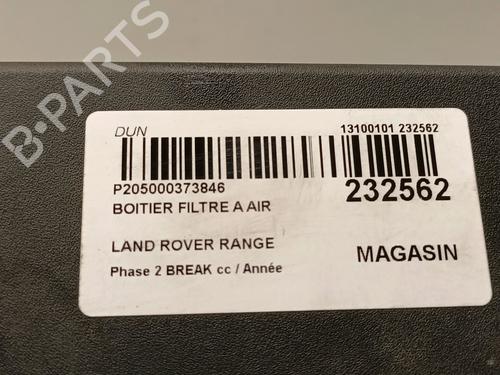 B-PARTS
DUN
13100101 232562
P205000373846
232562
BOITIER FILTRE A AIR
LAND ROVER RANGE
MAGASIN
Phase 2 BREAK cc / Année